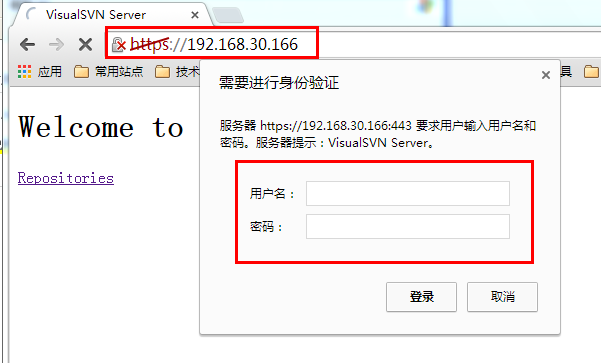 VisualSVN Server
https://192.168.30.166
应用 常用站点 技术 具
需要进行身份验证
Welcome to
服务器 https://192.168.30.166:443 要求用户输入用户名和
密码。服务器提示：VisualSVN Server。
Repositories
用户名：
密码：
登录 取消